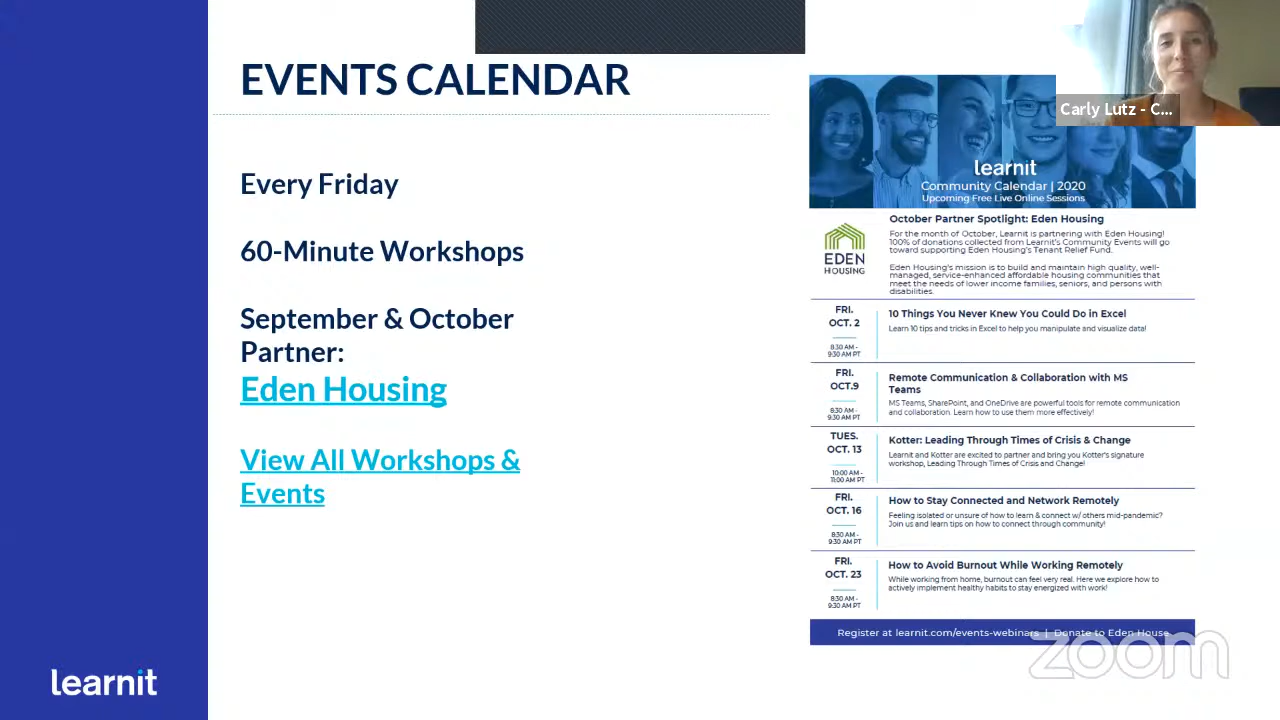 EVENTS CALENDAR
Every Friday
60-Minute Workshops
September & October
Partner:
Eden Housing
View All Workshops &
Events
learnit
Carly Lutz - C...
learnit
Community Calendar | 2020
Upcoming Free Live Online Sessions
EDEN
HOUSING
October Partner Spotlight: Eden Housing
For the month of October, Learnit is partnering with Eden Housing!
100% of donations collected from Learnit's Community Events will go
toward supporting Eden Housing's Tenant Relief Fund.
Eden Housing's mission is to build and maintain high quality, well-
managed, service-enhanced affordable housing communities that
meet the needs of lower income families, seniors, and persons with
disabilities.
FRI.
OCT. 2
8:30 AM -
9:30 AM PT
10 Things You Never Knew You Could Do in Excel
Learn 10 tips and tricks in Excel to help you manipulate and visualize data!
FRI.
OCT.9
8:30 AM -
9:30 AM PT
Remote Communication & Collaboration with MS
Teams
MS Teams, SharePoint, and OneDrive are powerful tools for remote communication
and collaboration. Learn how to use them more effectively!
TUES.
OCT. 13
10:00 AM -
11:00 AM PT
Kotter: Leading Through Times of Crisis & Change
Learnit and Kotter are excited to partner and bring you Kotter's signature
workshop, Leading Through Times of Crisis and Change!
FRI.
OCT. 16
8:30 AM -
9:30 AM PT
How to Stay Connected and Network Remotely
Feeling isolated or unsure of how to learn & connect w/ others mid-pandemic?
Join us and learn tips on how to connect through community!
FRI.
OCT. 23
8:30 AM -
9:30 AM PT
How to Avoid Burnout While Working Remotely
While working from home, burnout can feel very real. Here we explore how to
actively implement healthy habits to stay energized with work!
Register at learnit.com/events-webinars | Donate to Eden House
zoom